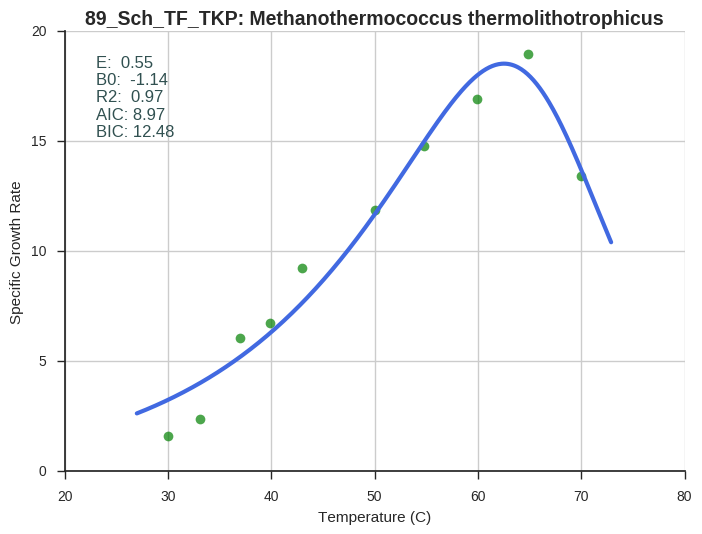 89_Sch_TF_TKP: Methanothermococcus thermolithotrophicus
E: 0.55
B0: -1.14
R2: 0.97
AIC: 8.97
BIC: 12.48
Specific Growth Rate
20
15
10
5
0
20 30 40 50 60 70 80
Temperature (C)